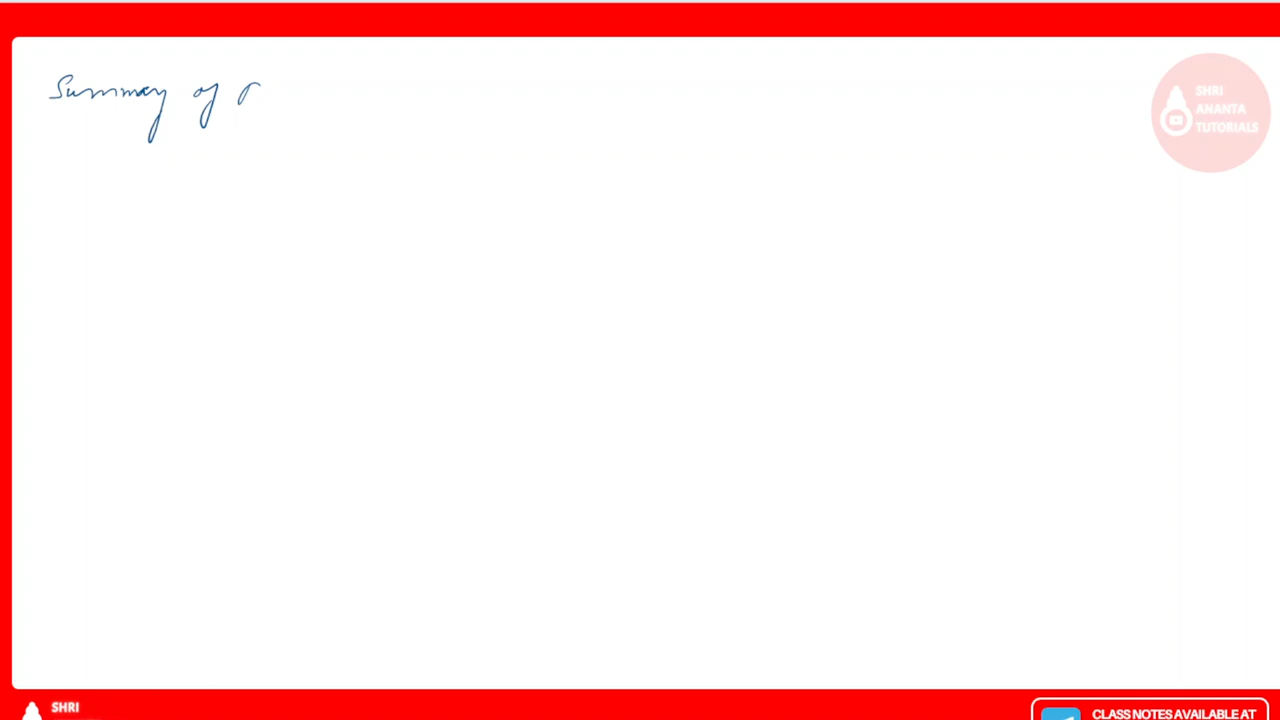 Summary of
SHRI
ANANTA
TUTORIALS
SHRI
CLASS NOTES AVAILABLE AT